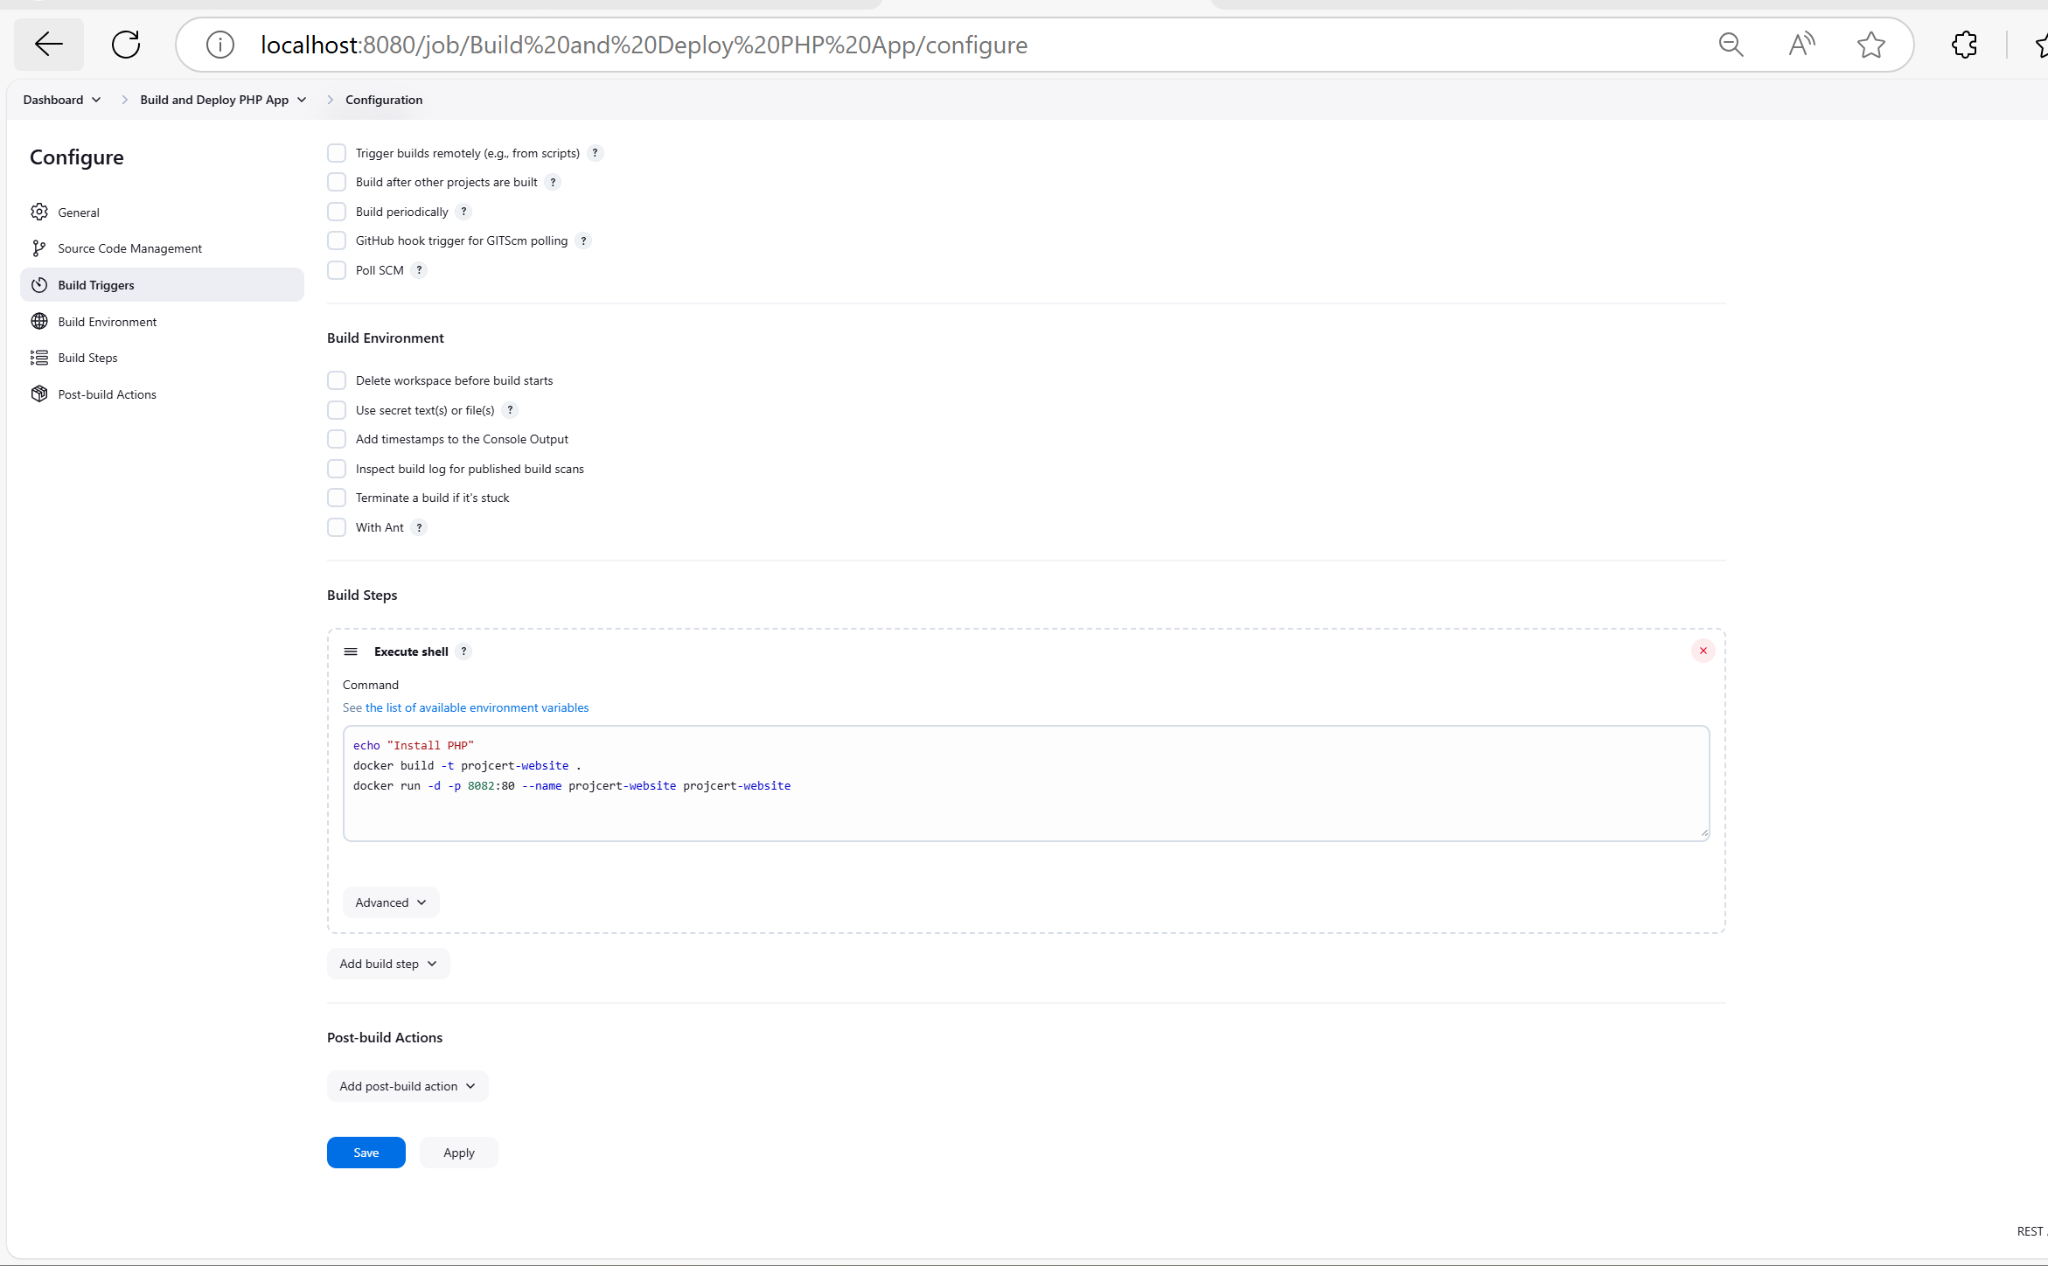 localhost:8080/job/Build%20and%20Deploy%20PHP%20App/configure
Dashboard > Build and Deploy PHP App > Configuration
Configure
General
Source Code Management
Build Triggers
Build Environment
Build Steps
Post-build Actions
Trigger builds remotely (e.g., from scripts) ?
Build after other projects are built ?
Build periodically ?
GitHub hook trigger for GITScm polling ?
Poll SCM ?
Build Environment
Delete workspace before build starts
Use secret text(s) or file(s) ?
Add timestamps to the Console Output
Inspect build log for published build scans
Terminate a build if it's stuck
With Ant ?
Build Steps
Execute shell ?
Command
See the list of available environment variables
echo "Install PHP"
docker build -t projcert-website .
docker run -d -p 8082:80 --name projcert-website projcert-website
Advanced
Add build step
Post-build Actions
Add post-build action
Save
Apply
REST